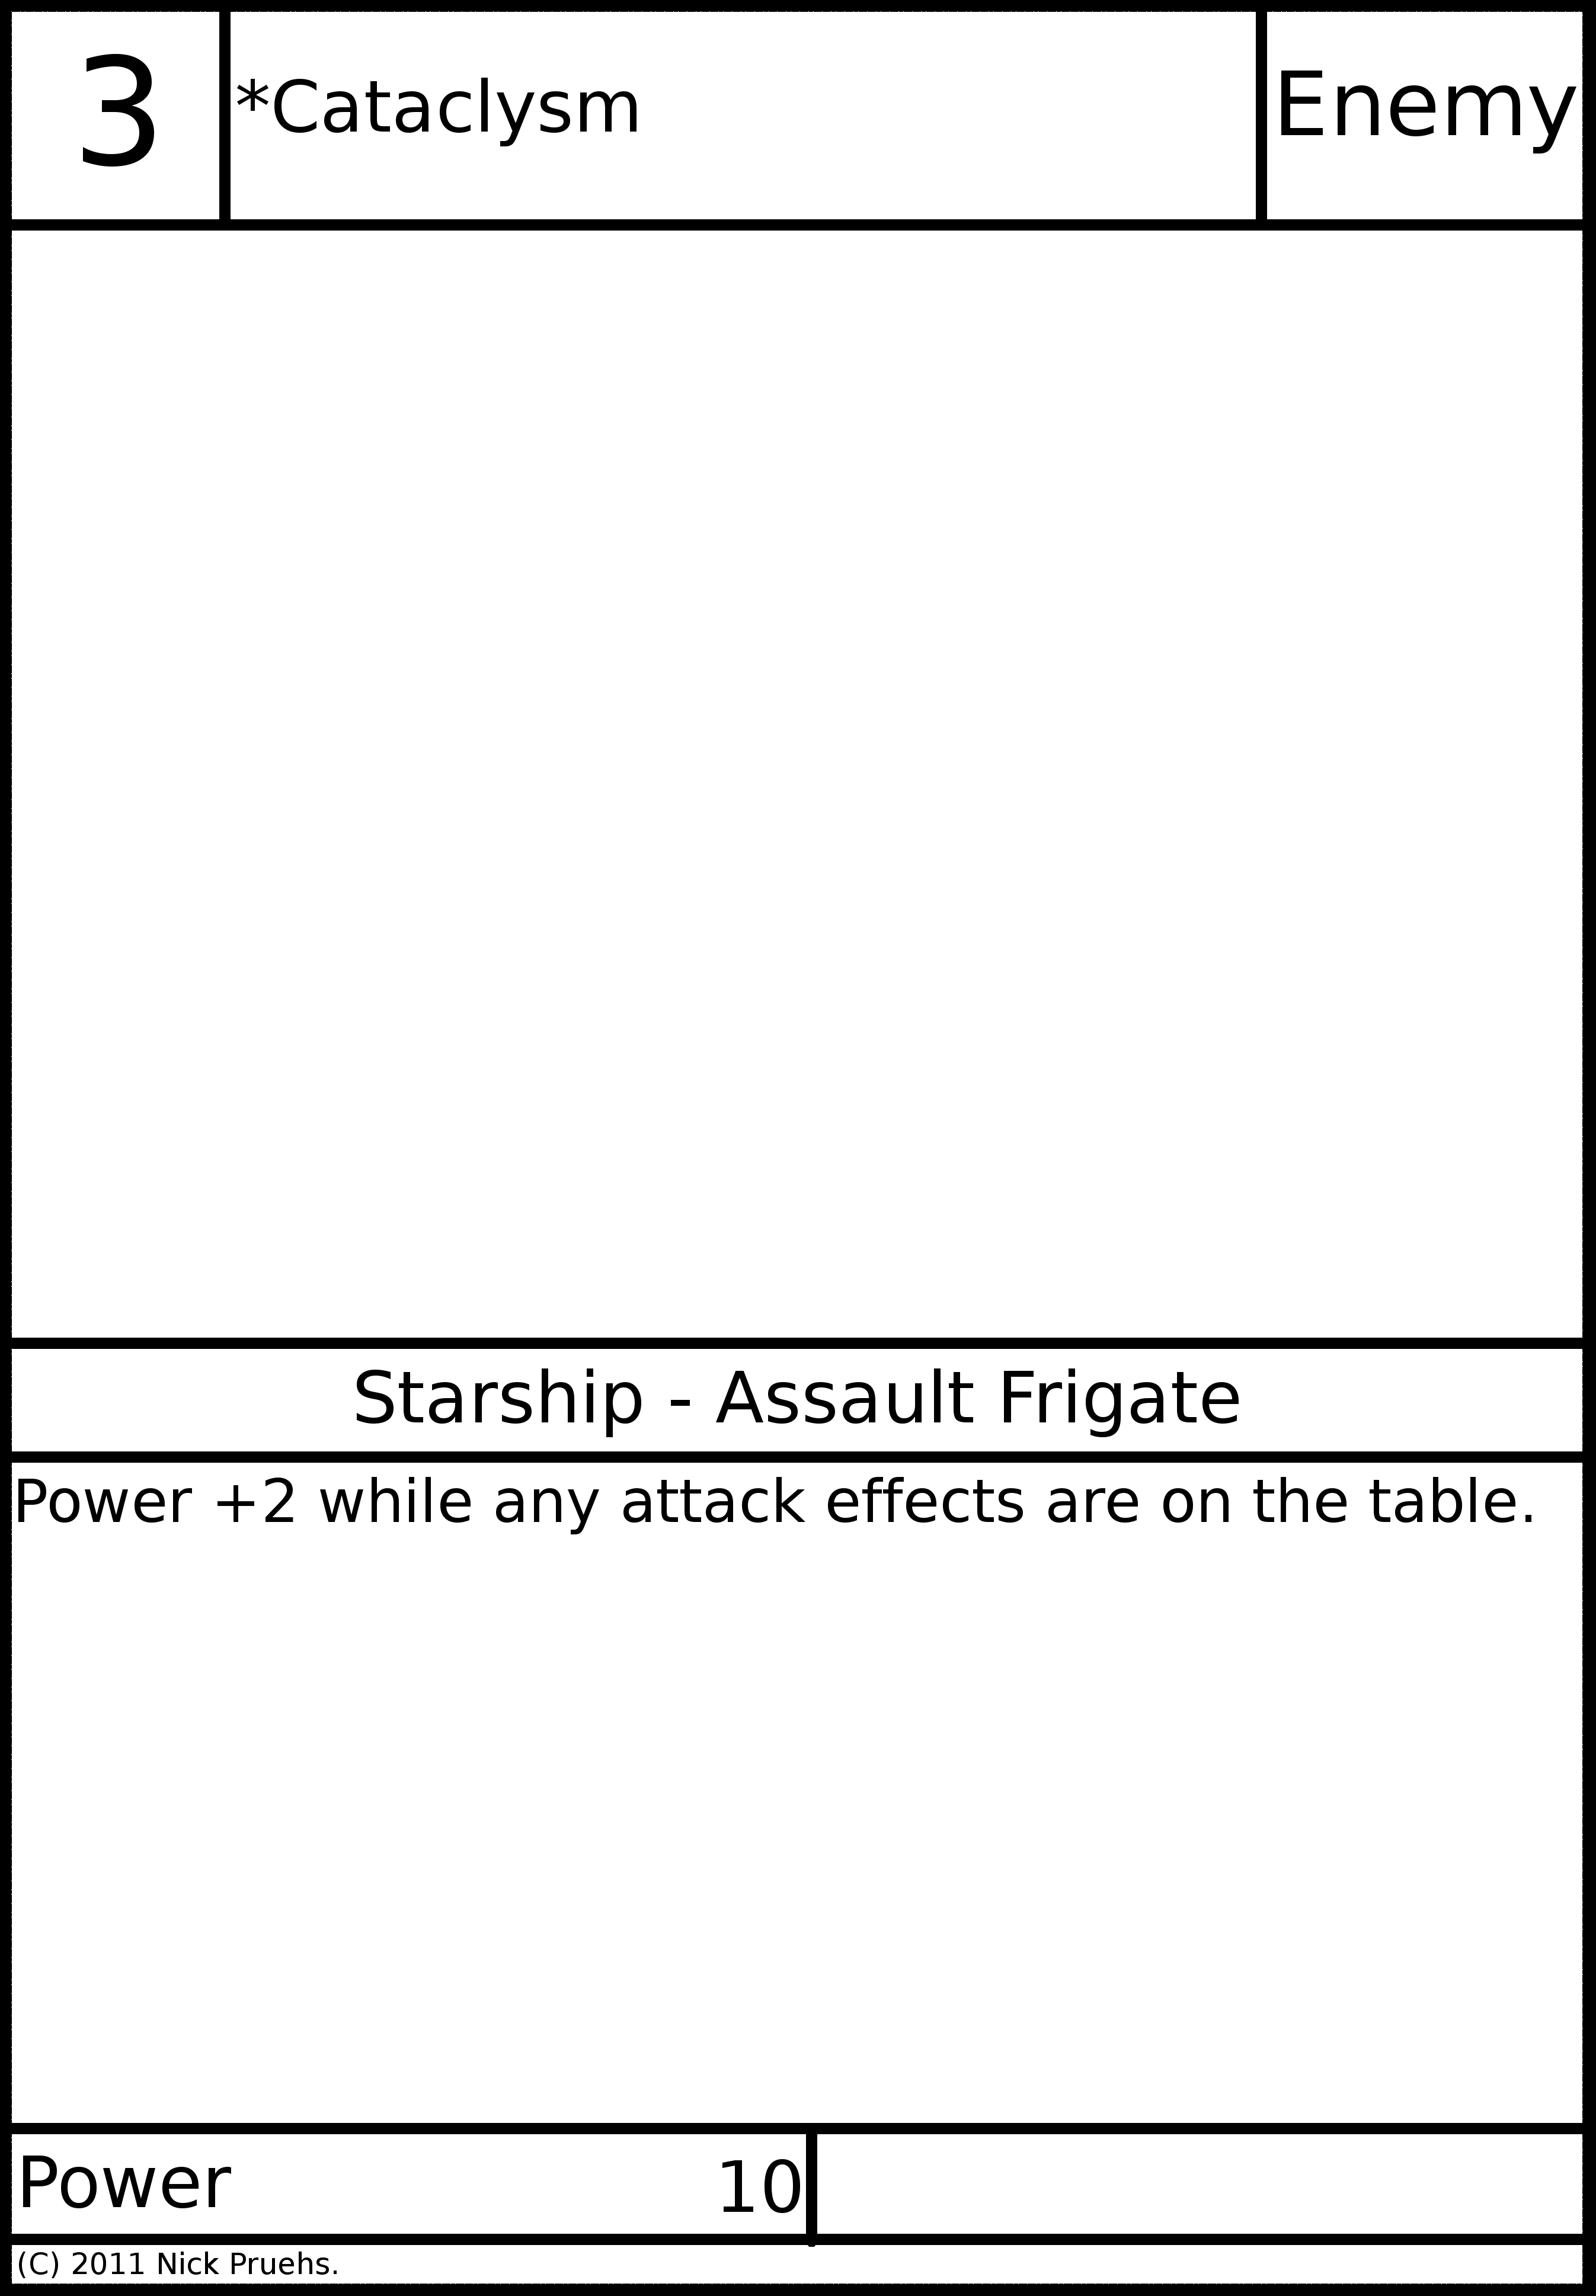 3
*Cataclysm
Enemy
Starship - Assault Frigate
Power +2 while any attack effects are on the table.
Power
10
(C) 2011 Nick Pruehs.